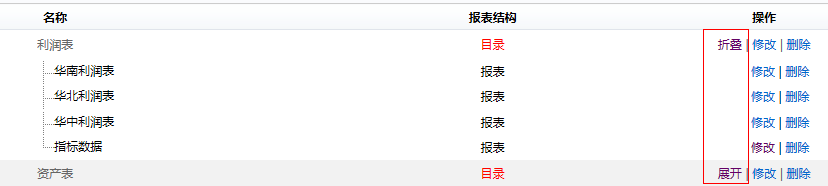 名称 报表结构 操作
利润表 目录 折叠 | 修改 | 删除
华南利润表 报表 修改 | 删除
华北利润表 报表 修改 | 删除
华中利润表 报表 修改 | 删除
指标数据 报表 修改 | 删除
资产表 目录 展开 | 修改 | 删除